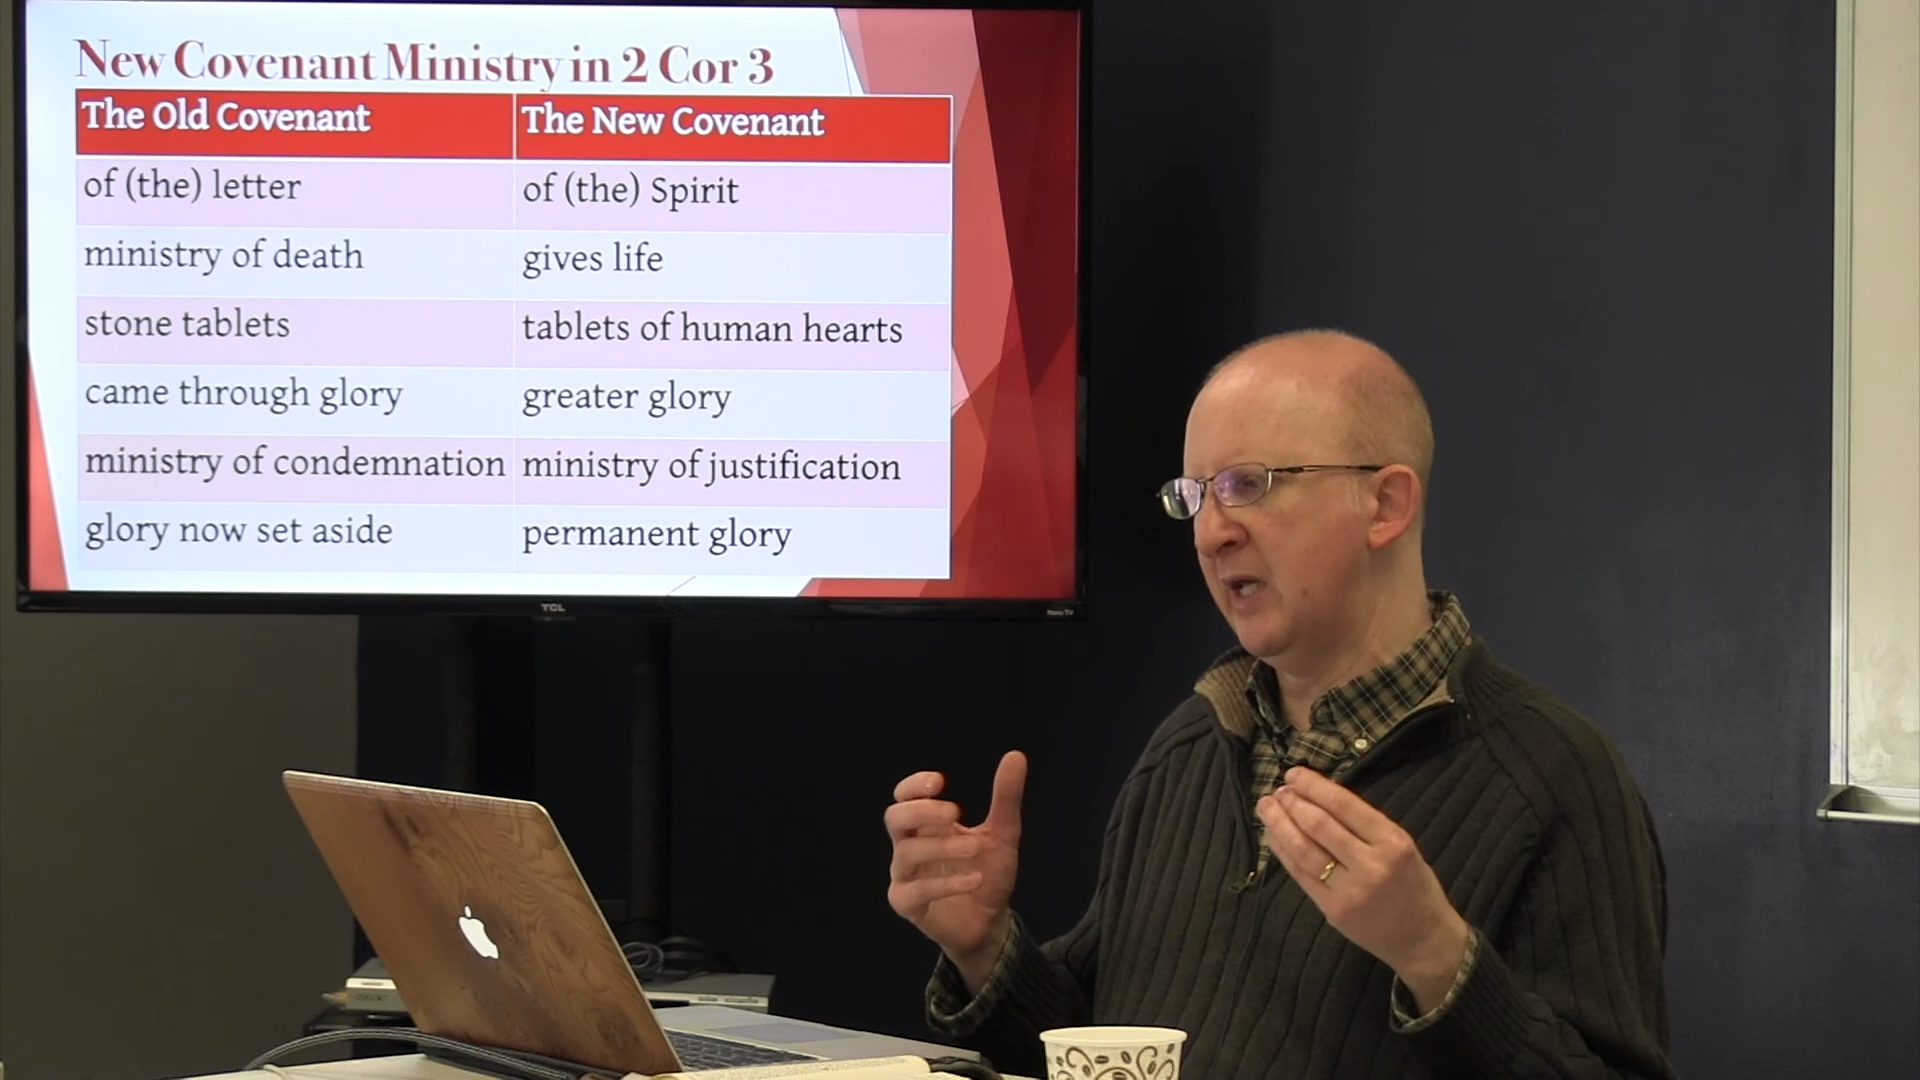 New Covenant Ministry in 2 Cor 3
The Old Covenant The New Covenant
of (the) letter of (the) Spirit
ministry of death gives life
stone tablets tablets of human hearts
came through glory greater glory
ministry of condemnation ministry of justification
glory now set aside permanent glory
TCL
Roku TV